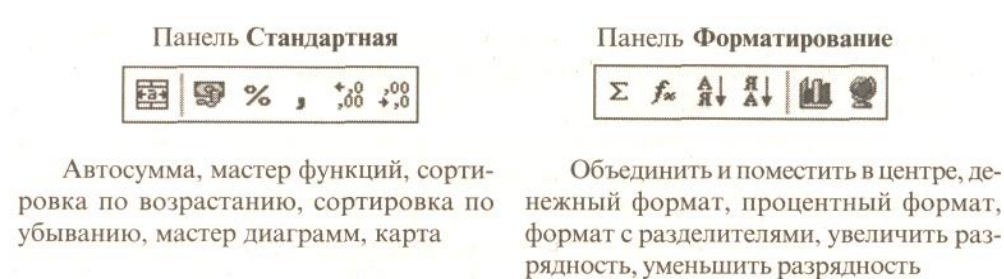 Панель Стандартная
Панель Форматирование
a % , ,0 ,00 ,00 ,0
Σ fx А Я Я А
Автосумма, мастер функций, сорти-
ровка по возрастанию, сортировка по
убыванию, мастер диаграмм, карта
Объединить и поместить в центре, де-
нежный формат, процентный формат,
формат с разделителями, увеличить раз-
рядность, уменьшить разрядность